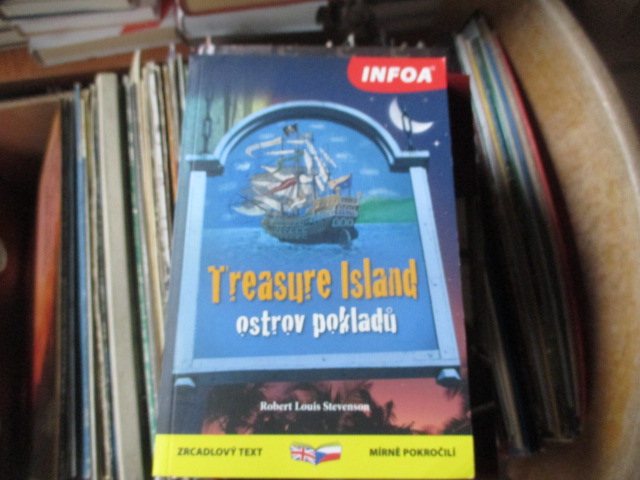 INFOA
Treasure Island
ostrov pokladů
Robert Louis Stevenson
ZRCADLOVÝ TEXT MÍRNĚ POKROČILÍ